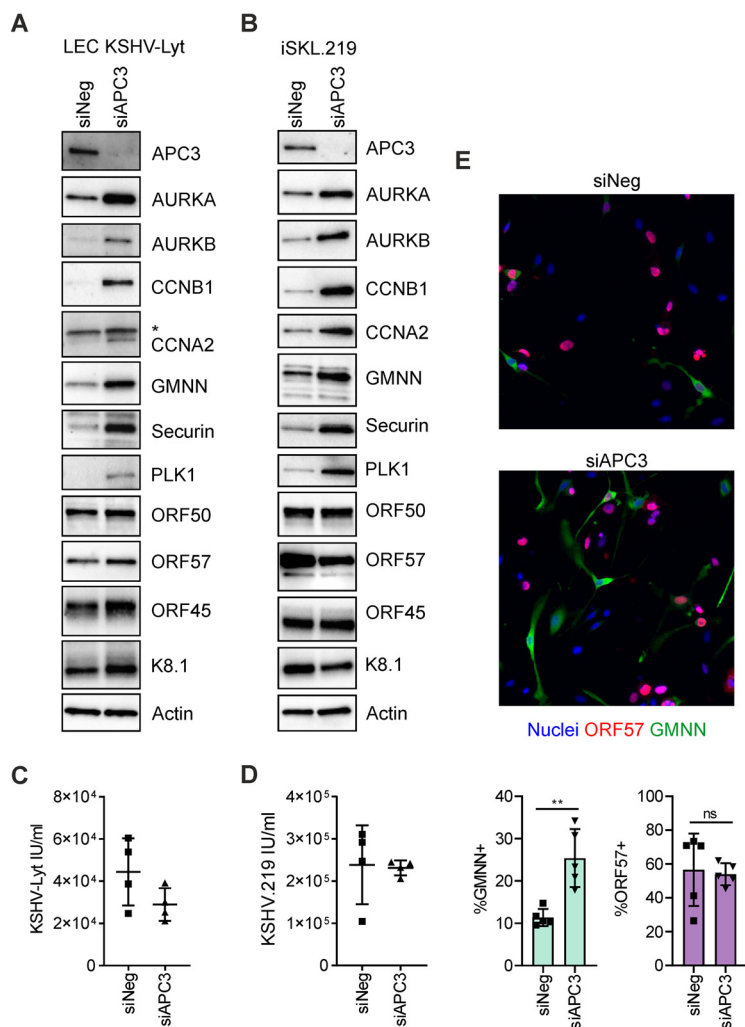 A
LEC KSHV-Lyt
siNeg
siAPC3
APC3
AURKA
AURKB
CCNB1
*
CCNA2
GMNN
Securin
PLK1
ORF50
ORF57
ORF45
K8.1
Actin
B
iSKL.219
siNeg
siAPC3
APC3
AURKA
AURKB
CCNB1
CCNA2
GMNN
Securin
PLK1
ORF50
ORF57
ORF45
K8.1
Actin
E
siNeg
siAPC3
Nuclei ORF57 GMNN
C
KSHV-Lyt IU/ml
8×10⁴
6×10⁴
4×10⁴
2×10⁴
0
siNeg
siAPC3
D
KSHV.219 IU/ml
4×10⁵
3×10⁵
2×10⁵
1×10⁵
0
siNeg
siAPC3
%GMNN+
40
30
20
10
0
**
siNeg
siAPC3
%ORF57+
100
80
60
40
20
0
ns
siNeg
siAPC3